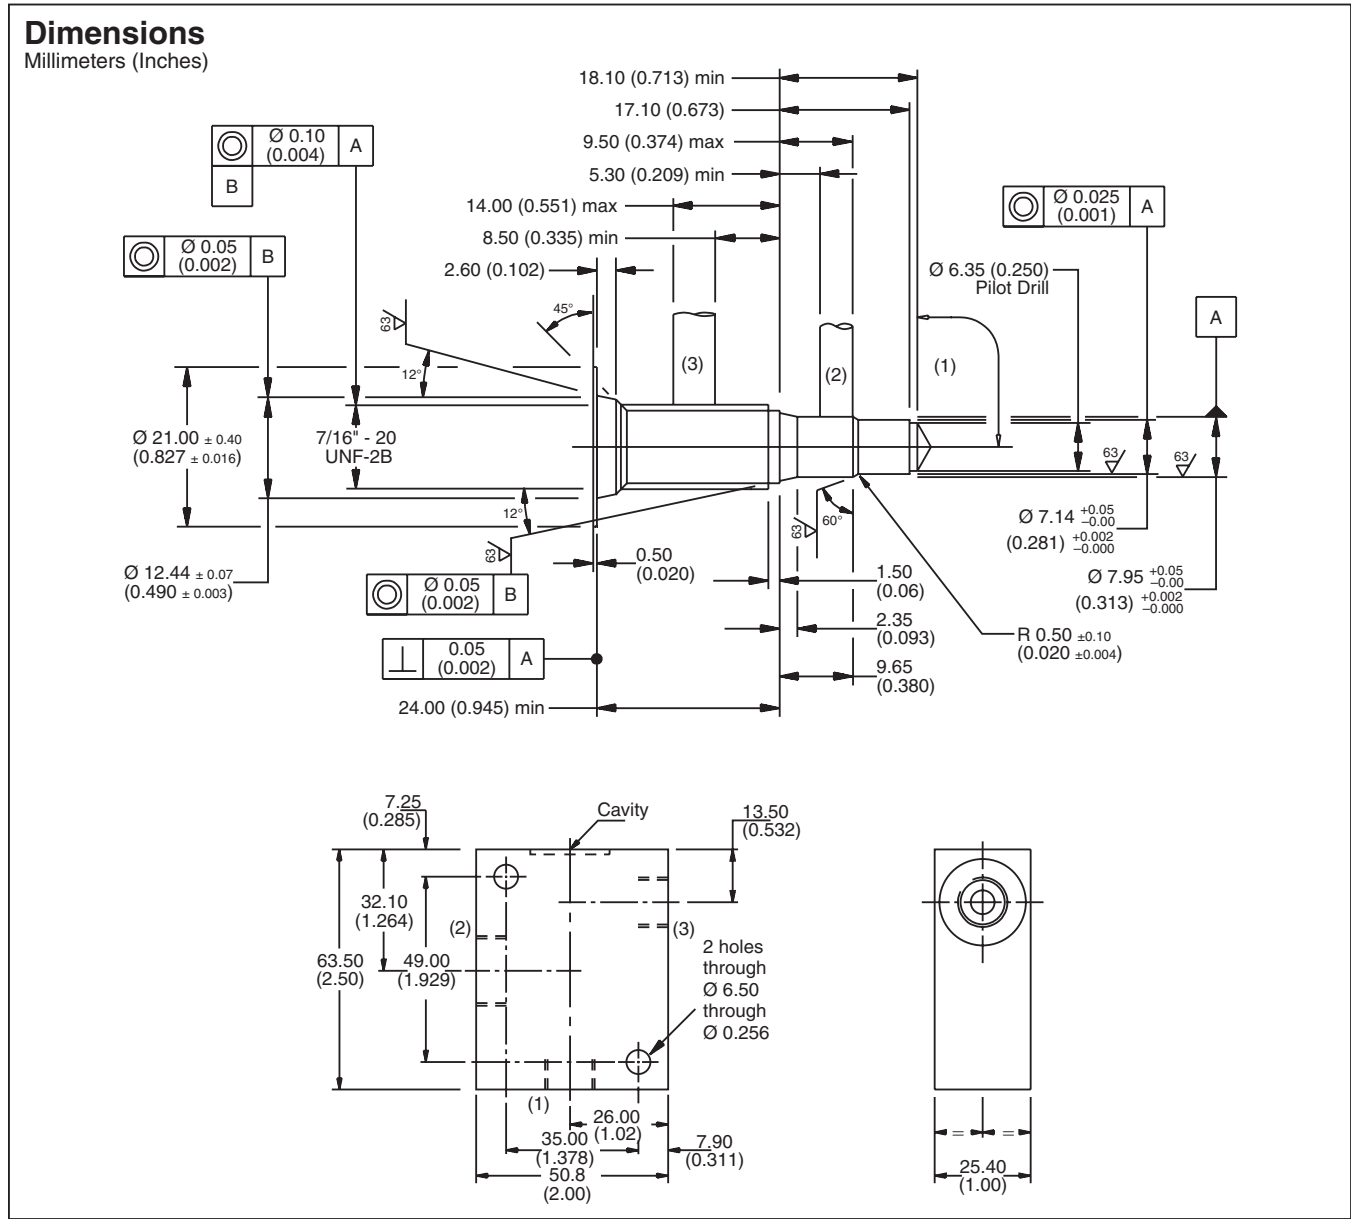 Dimensions
Millimeters (Inches)
18.10 (0.713) min
17.10 (0.673)
9.50 (0.374) max
5.30 (0.209) min
14.00 (0.551) max
8.50 (0.335) min
2.60 (0.102)
Ø 0.10
(0.004)
A
B
Ø 0.05
(0.002)
B
Ø 0.025
(0.001)
A
Ø 6.35 (0.250)
Pilot Drill
A
45°
63
12°
(3)
(2)
(1)
Ø 21.00 ± 0.40
(0.827 ± 0.016)
7/16" - 20
UNF-2B
63
63
12°
63
63
60°
Ø 7.14 +0.05 –0.00
(0.281) +0.002 –0.000
Ø 12.44 ± 0.07
(0.490 ± 0.003)
0.50
(0.020)
1.50
(0.06)
Ø 7.95 +0.05 –0.00
(0.313) +0.002 –0.000
Ø 0.05
(0.002)
B
2.35
(0.093)
R 0.50 ±0.10
(0.020 ±0.004)
0.05
(0.002)
A
9.65
(0.380)
24.00 (0.945) min
7.25
(0.285)
Cavity
13.50
(0.532)
32.10
(1.264)
(2)
(3)
63.50
(2.50)
49.00
(1.929)
2 holes
through
Ø 6.50
through
Ø 0.256
(1)
26.00
(1.02)
35.00
(1.378)
7.90
(0.311)
50.8
(2.00)
= =
25.40
(1.00)